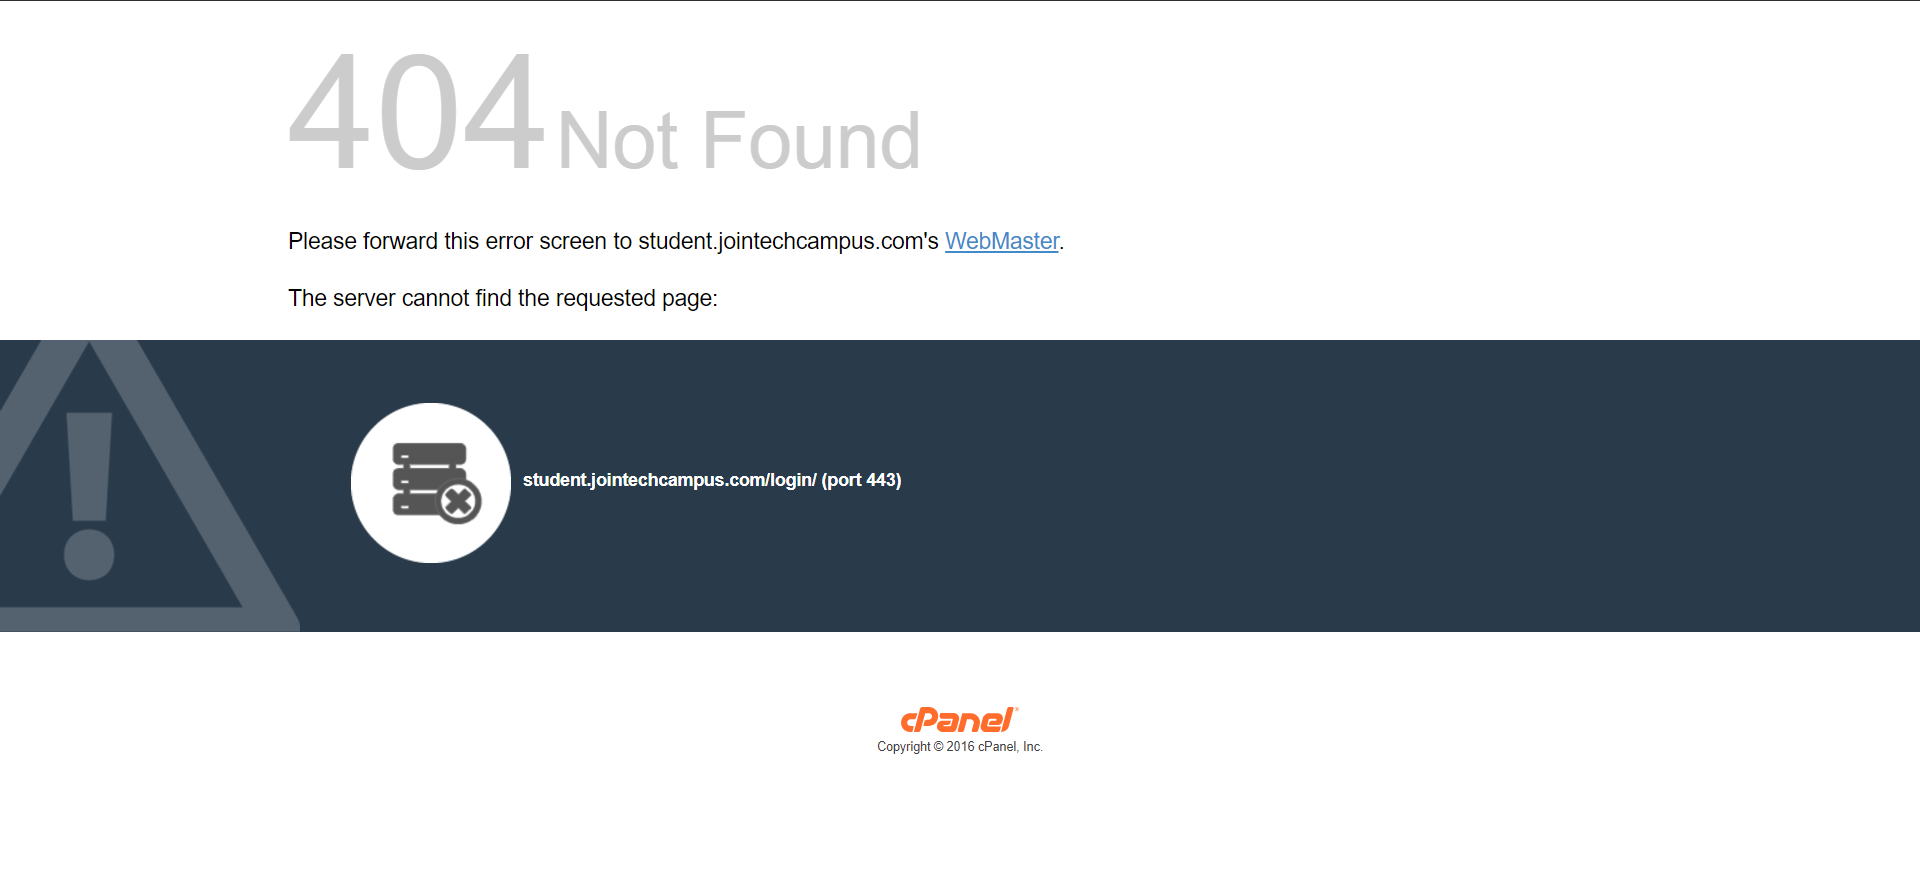 404 Not Found
Please forward this error screen to student.jointechcampus.com's WebMaster.
The server cannot find the requested page:
student.jointechcampus.com/login/ (port 443)
cPanel®
Copyright © 2016 cPanel, Inc.